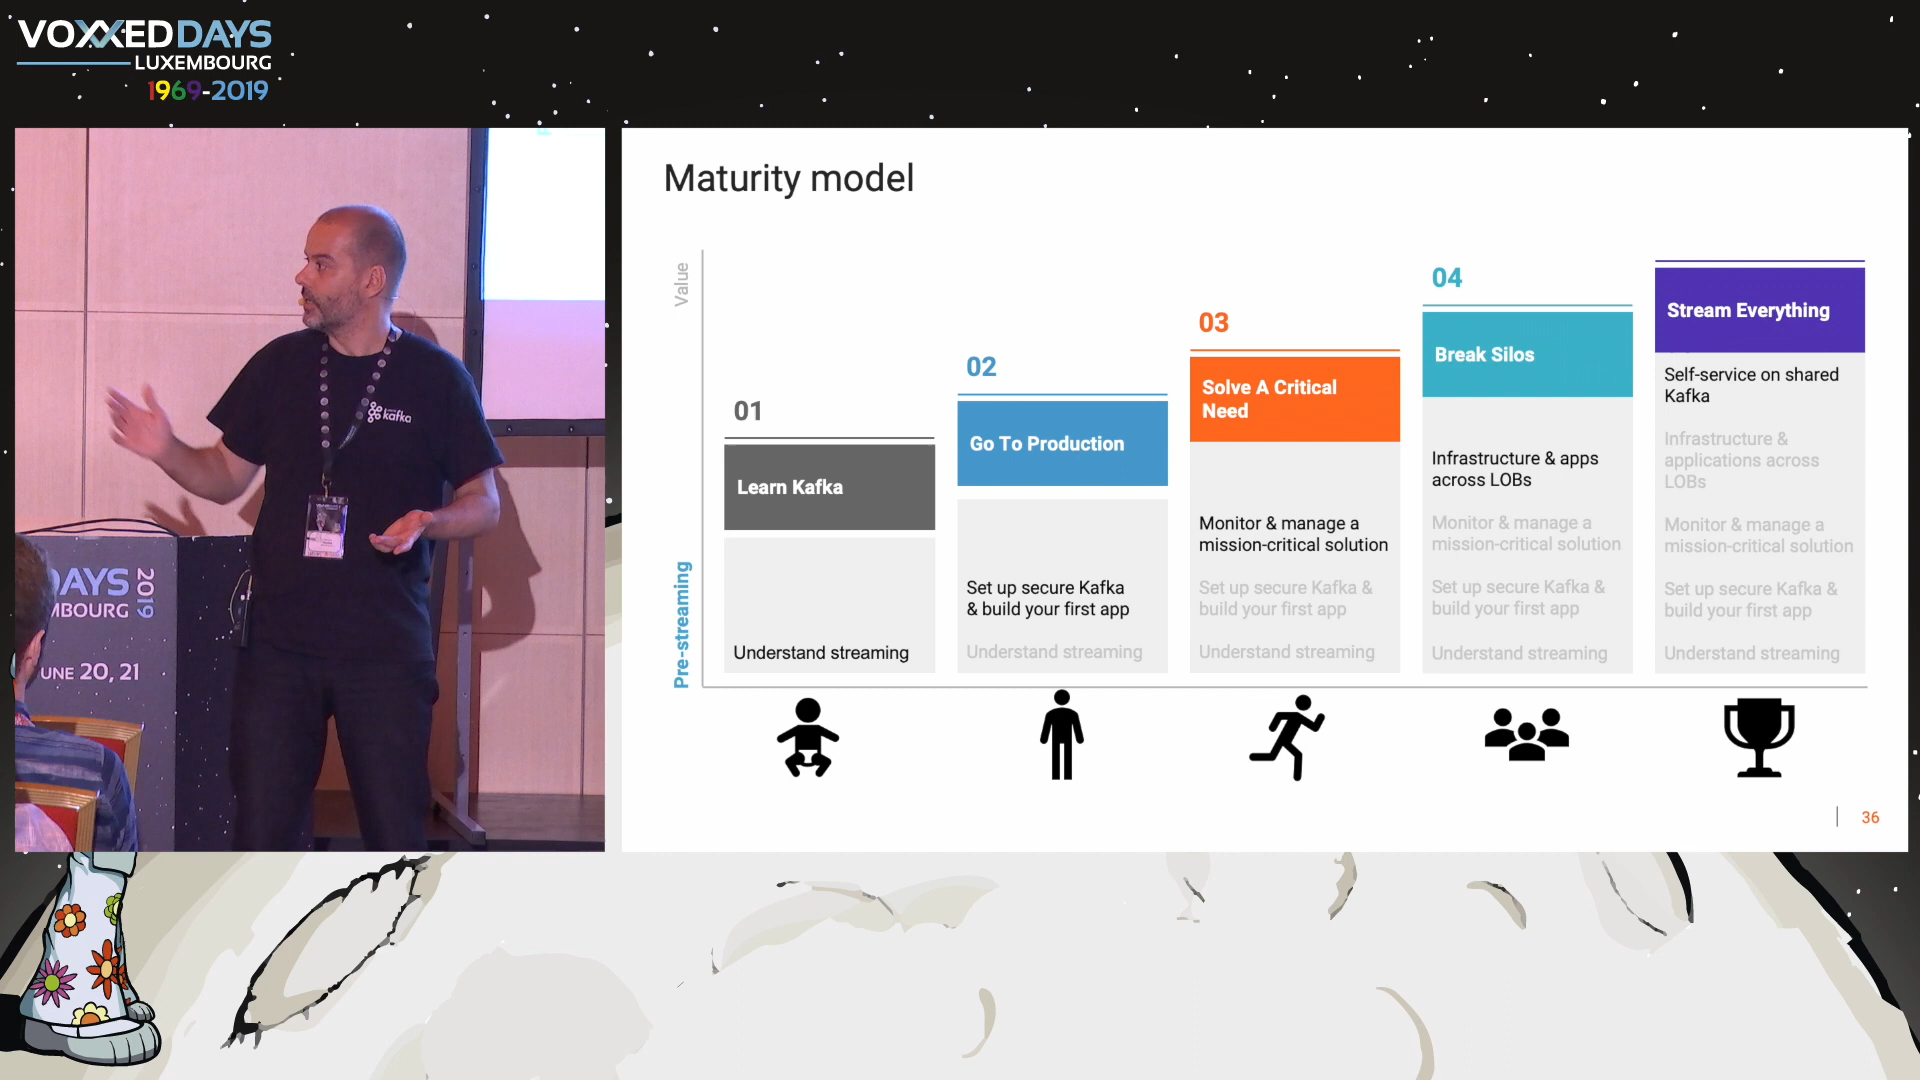 VOXXED DAYS
LUXEMBOURG
1969-2019
kafka
DAYS 2019
MBOURG
UNE 20, 21
Maturity model
Value
Pre-streaming
01
Learn Kafka
Understand streaming
02
Go To Production
Set up secure Kafka
& build your first app
Understand streaming
03
Solve A Critical
Need
Monitor & manage a
mission-critical solution
Set up secure Kafka &
build your first app
Understand streaming
04
Break Silos
Infrastructure & apps
across LOBs
Monitor & manage a
mission-critical solution
Set up secure Kafka &
build your first app
Understand streaming
Stream Everything
Self-service on shared
Kafka
Infrastructure &
applications across
LOBs
Monitor & manage a
mission-critical solution
Set up secure Kafka &
build your first app
Understand streaming
36